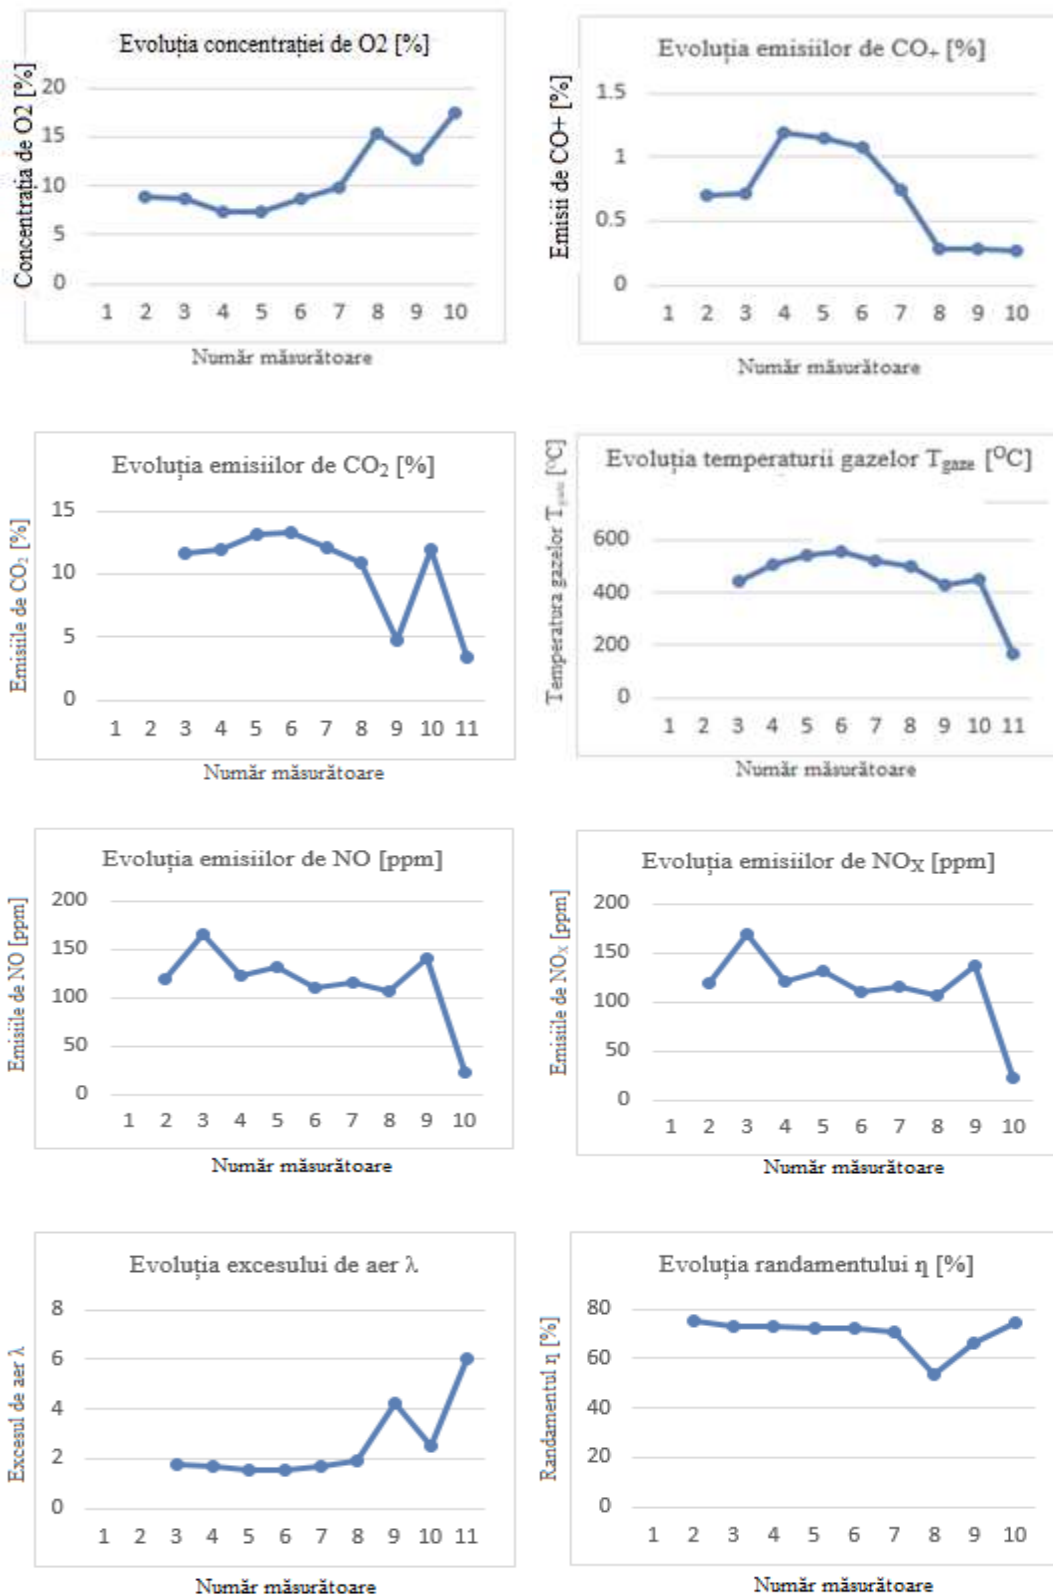 Evoluția concentrației de O2 [%]
Concentrația de O2 [%]
20
15
10
5
0
1 2 3 4 5 6 7 8 9 10
Număr măsurătoare
Evoluția emisiilor de CO₊ [%]
Emisii de CO+ [%]
1.5
1
0.5
0
1 2 3 4 5 6 7 8 9 10
Număr măsurătoare
Evoluția emisiilor de CO₂ [%]
Emisiile de CO₂ [%]
15
10
5
0
1 2 3 4 5 6 7 8 9 10 11
Număr măsurătoare
Evoluția temperaturii gazelor T_gaze [ᴼC]
Temperatura gazelor T_gaze [ᴼC]
600
400
200
0
1 2 3 4 5 6 7 8 9 10 11
Număr măsurătoare
Evoluția emisiilor de NO [ppm]
Emisiile de NO [ppm]
200
150
100
50
0
1 2 3 4 5 6 7 8 9 10
Număr măsurătoare
Evoluția emisiilor de NOₓ [ppm]
Emisiile de NOₓ [ppm]
200
150
100
50
0
1 2 3 4 5 6 7 8 9 10
Număr măsurătoare
Evoluția excesului de aer λ
Excesul de aer λ
8
6
4
2
0
1 2 3 4 5 6 7 8 9 10 11
Număr măsurătoare
Evoluția randamentului η [%]
Randamentul η [%]
80
60
40
20
0
1 2 3 4 5 6 7 8 9 10
Număr măsurătoare